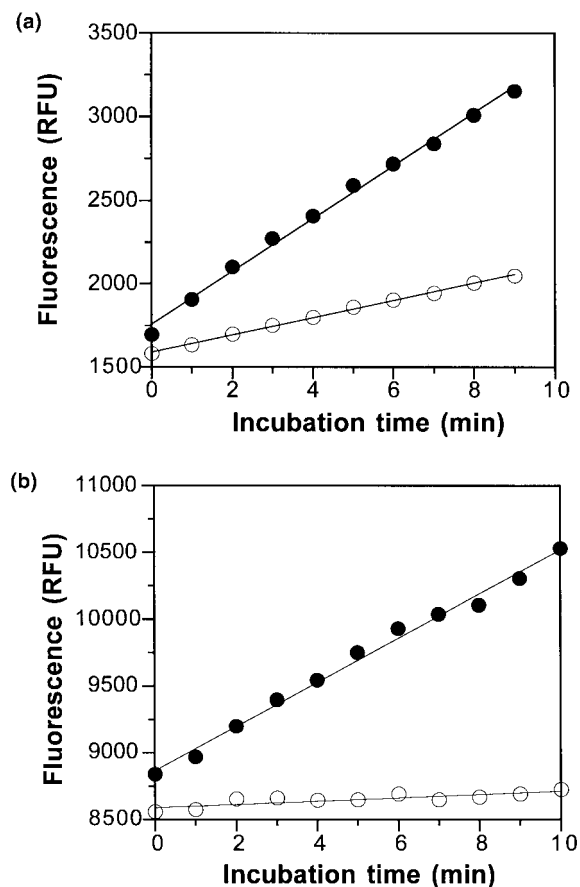 (a)
3500
3000
2500
2000
1500
Fluorescence (RFU)
0 2 4 6 8 10
Incubation time (min)
(b)
11000
10500
10000
9500
9000
8500
Fluorescence (RFU)
0 2 4 6 8 10
Incubation time (min)